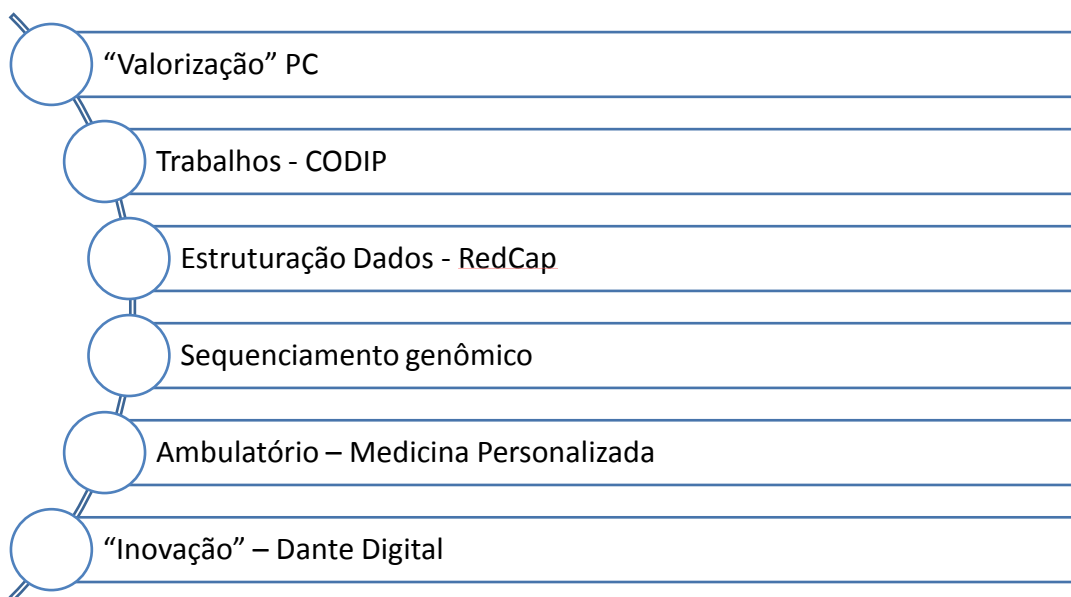 “Valorização” PC
Trabalhos - CODIP
Estruturação Dados - RedCap
Sequenciamento genômico
Ambulatório – Medicina Personalizada
“Inovação” – Dante Digital